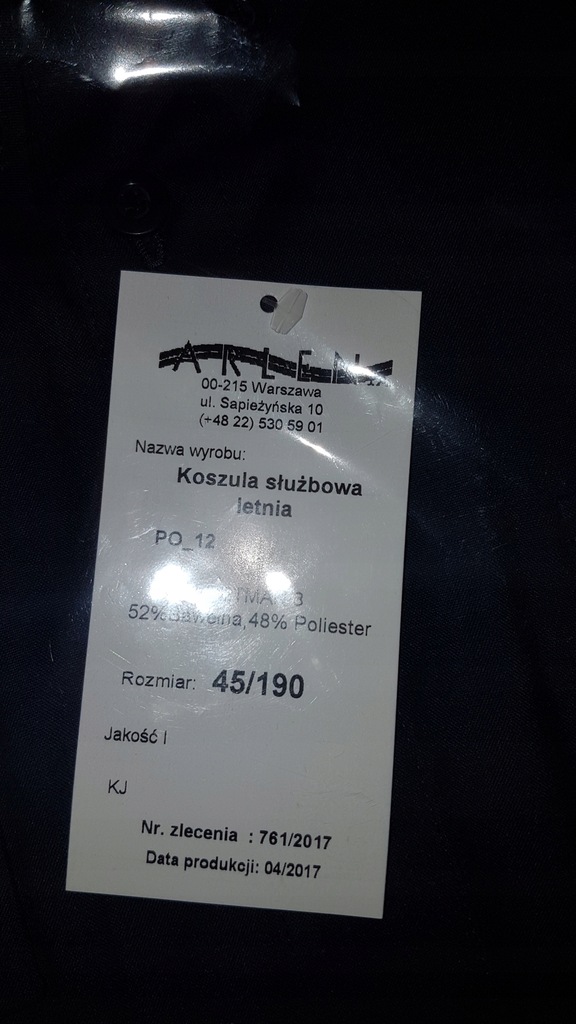 ARLEN
00-215 Warszawa
ul. Sapieżyńska 10
(+48 22) 530 59 01
Nazwa wyrobu:
Koszula służbowa
letnia
PO_12
52% Bawełna,48% Poliester
Rozmiar: 45/190
Jakość I
KJ
Nr. zlecenia : 761/2017
Data produkcji: 04/2017